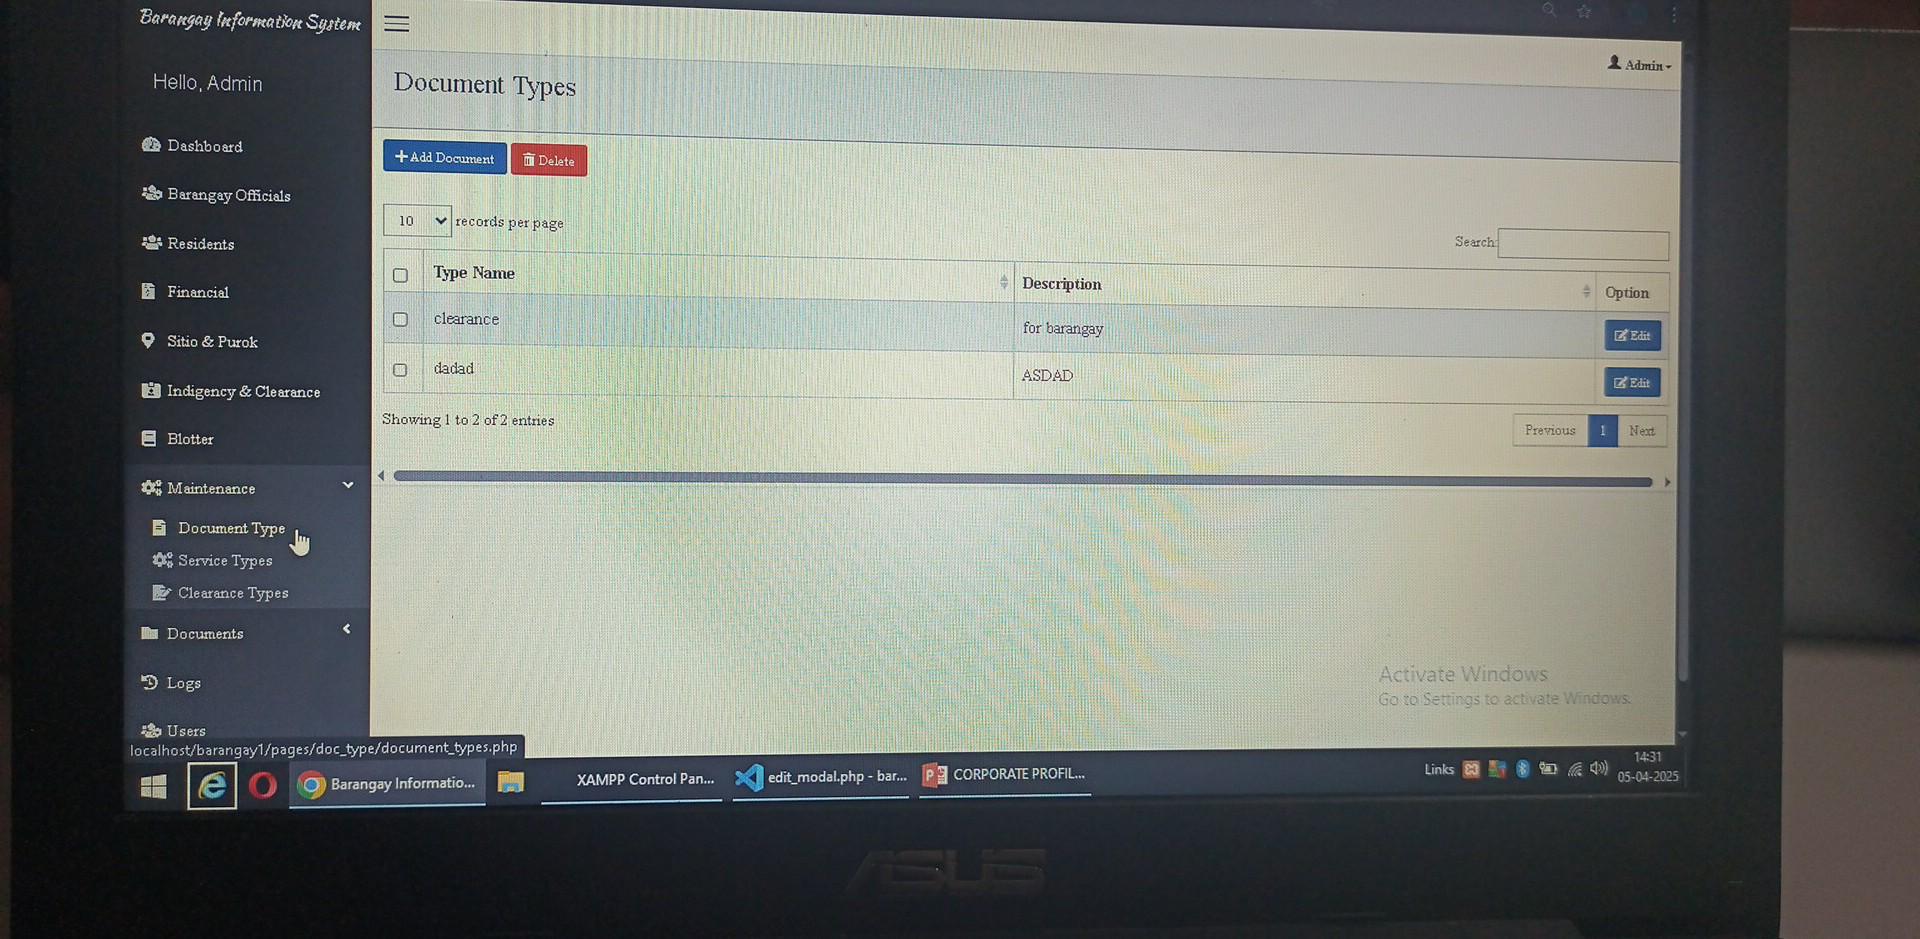 Barangay Information System
Hello, Admin
Dashboard
Barangay Officials
Residents
Financial
Sitio & Purok
Indigency & Clearance
Blotter
Maintenance
Document Type
Service Types
Clearance Types
Documents
Logs
Users
localhost/barangay1/pages/doc_type/document_types.php
Admin
Document Types
+Add Document Delete
10 records per page
Search:
Type Name Description Option
clearance for barangay Edit
dadad ASDAD Edit
Showing 1 to 2 of 2 entries
Previous 1 Next
Activate Windows
Go to Settings to activate Windows.
Barangay Informatio...
XAMPP Control Pan...
edit_modal.php - bar...
CORPORATE PROFIL...
Links
14:31
05-04-2025
ASUS